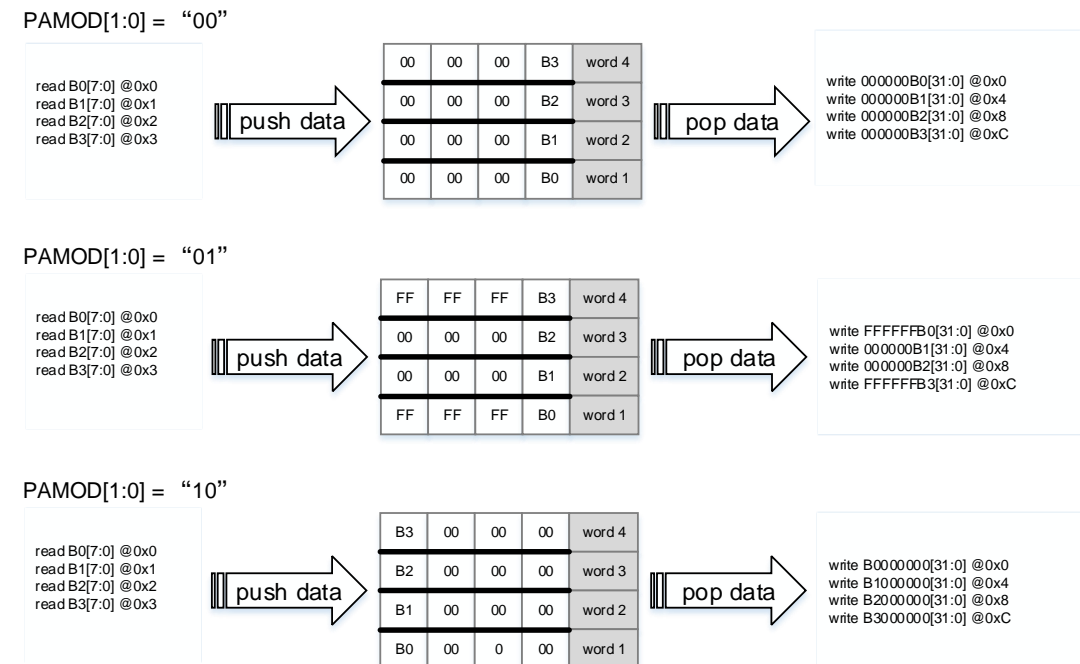 PAMOD[1:0] = “00”
read B0[7:0] @0x0
read B1[7:0] @0x1
read B2[7:0] @0x2
read B3[7:0] @0x3
push data
00 00 00 B3 word 4
00 00 00 B2 word 3
00 00 00 B1 word 2
00 00 00 B0 word 1
pop data
write 000000B0[31:0] @0x0
write 000000B1[31:0] @0x4
write 000000B2[31:0] @0x8
write 000000B3[31:0] @0xC
PAMOD[1:0] = “01”
read B0[7:0] @0x0
read B1[7:0] @0x1
read B2[7:0] @0x2
read B3[7:0] @0x3
push data
FF FF FF B3 word 4
00 00 00 B2 word 3
00 00 00 B1 word 2
FF FF FF B0 word 1
pop data
write FFFFFFB0[31:0] @0x0
write 000000B1[31:0] @0x4
write 000000B2[31:0] @0x8
write FFFFFFB3[31:0] @0xC
PAMOD[1:0] = “10”
read B0[7:0] @0x0
read B1[7:0] @0x1
read B2[7:0] @0x2
read B3[7:0] @0x3
push data
B3 00 00 00 word 4
B2 00 00 00 word 3
B1 00 00 00 word 2
B0 00 0 00 word 1
pop data
write B0000000[31:0] @0x0
write B1000000[31:0] @0x4
write B2000000[31:0] @0x8
write B3000000[31:0] @0xC